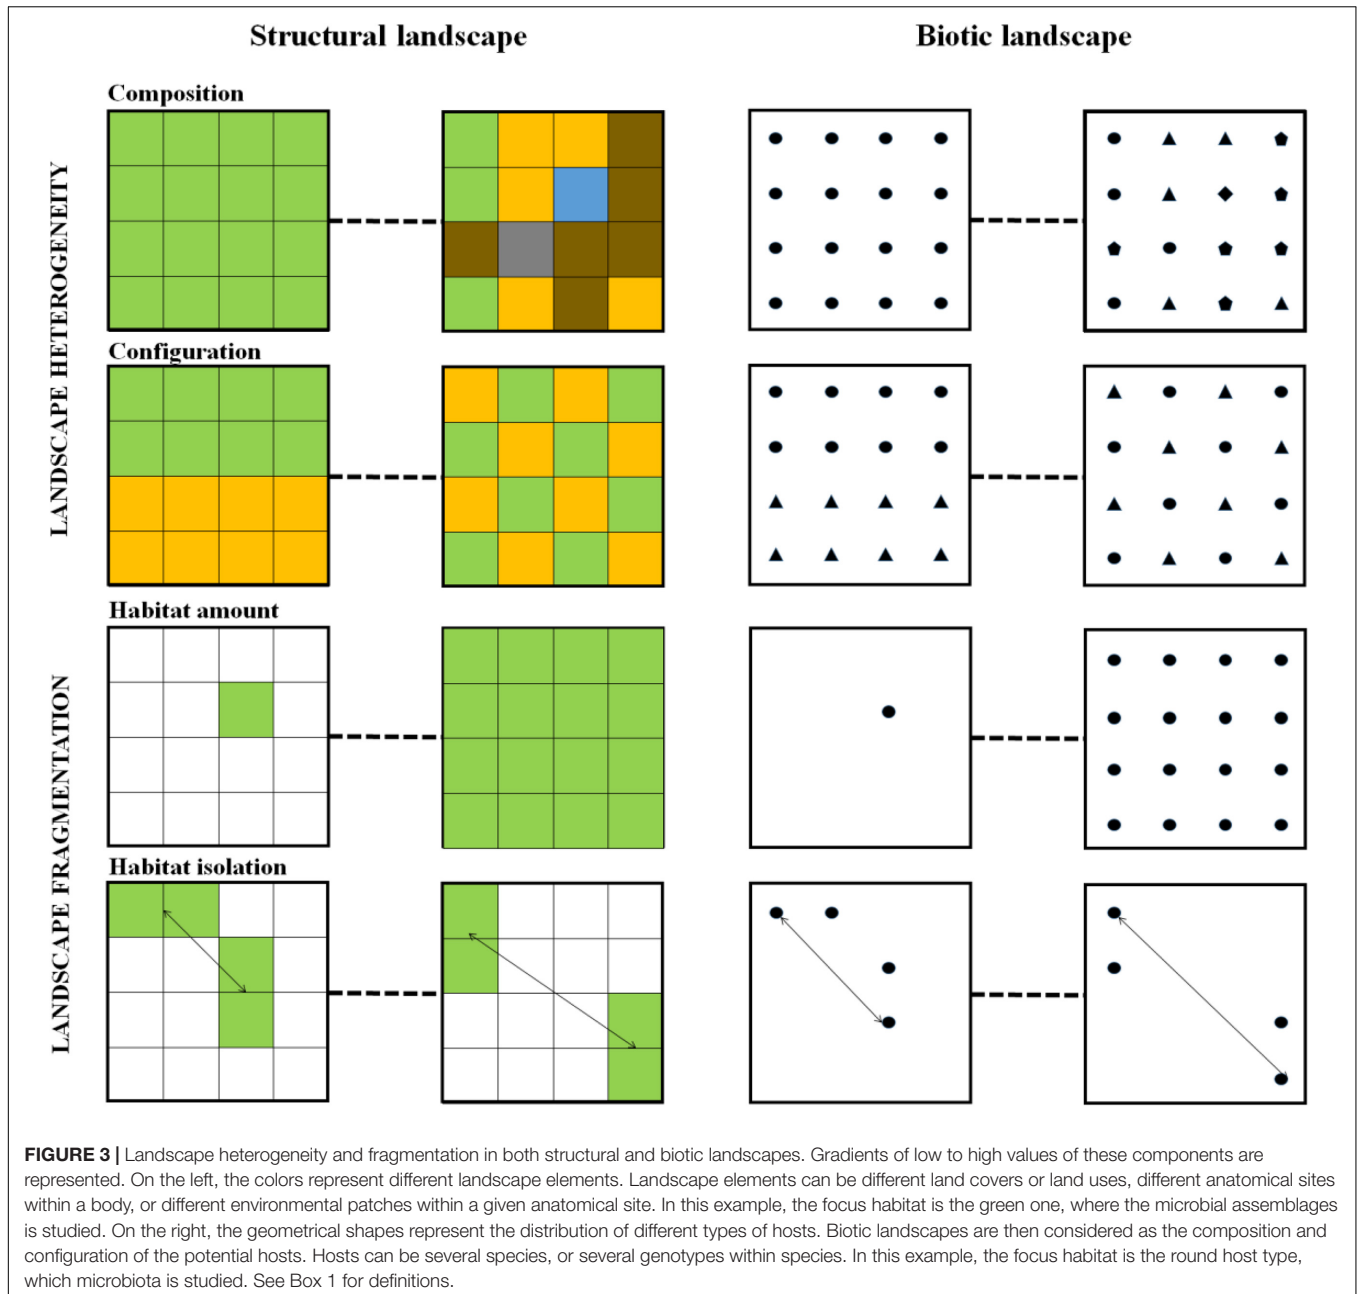 Structural landscape
Biotic landscape
LANDSCAPE HETEROGENEITY
Composition
Configuration
LANDSCAPE FRAGMENTATION
Habitat amount
Habitat isolation
FIGURE 3 | Landscape heterogeneity and fragmentation in both structural and biotic landscapes. Gradients of low to high values of these components are
represented. On the left, the colors represent different landscape elements. Landscape elements can be different land covers or land uses, different anatomical sites
within a body, or different environmental patches within a given anatomical site. In this example, the focus habitat is the green one, where the microbial assemblages
is studied. On the right, the geometrical shapes represent the distribution of different types of hosts. Biotic landscapes are then considered as the composition and
configuration of the potential hosts. Hosts can be several species, or several genotypes within species. In this example, the focus habitat is the round host type,
which microbiota is studied. See Box 1 for definitions.